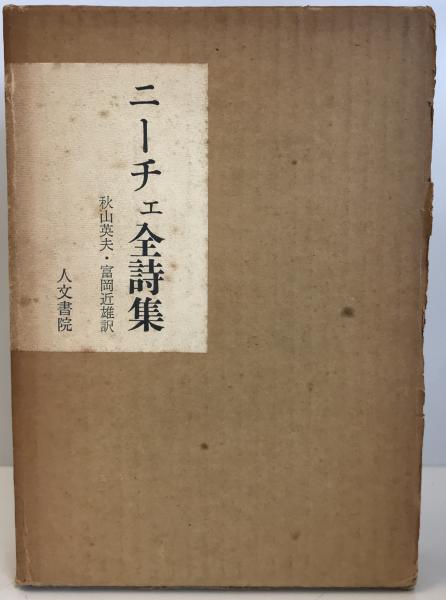 ニーチェ全詩集
秋山英夫・富岡近雄訳
人文書院